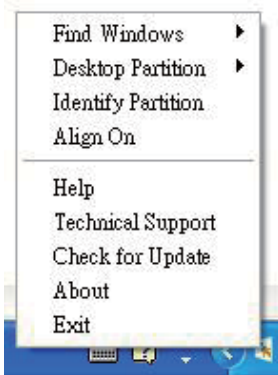 Find Windows
Desktop Partition
Identify Partition
Align On
Help
Technical Support
Check for Update
About
Exit